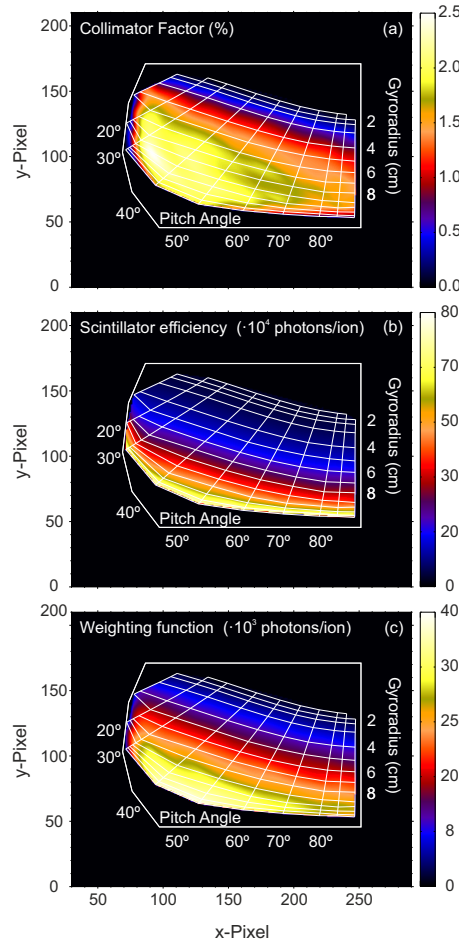 Collimator Factor (%)
(a)
y-Pixel
200
150
100
50
0
20º
30º
40º
50º
60º
70º
80º
Pitch Angle
2
4
6
8
Gyroradius (cm)
2.5
2.0
1.5
1.0
0.5
0.0
Scintillator efficiency (·10⁴ photons/ion)
(b)
y-Pixel
200
150
100
50
0
20º
30º
40º
50º
60º
70º
80º
Pitch Angle
2
4
6
8
Gyroradius (cm)
80
70
60
50
30
20
10
0
Weighting function (·10³ photons/ion)
(c)
y-Pixel
200
150
100
50
0
20º
30º
40º
50º
60º
70º
80º
Pitch Angle
2
4
6
8
Gyroradius (cm)
40
30
20
20
10
0
50
100
150
200
250
x-Pixel